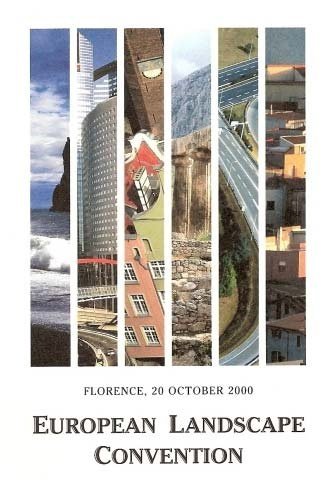 FLORENCE, 20 OCTOBER 2000
EUROPEAN LANDSCAPE
CONVENTION